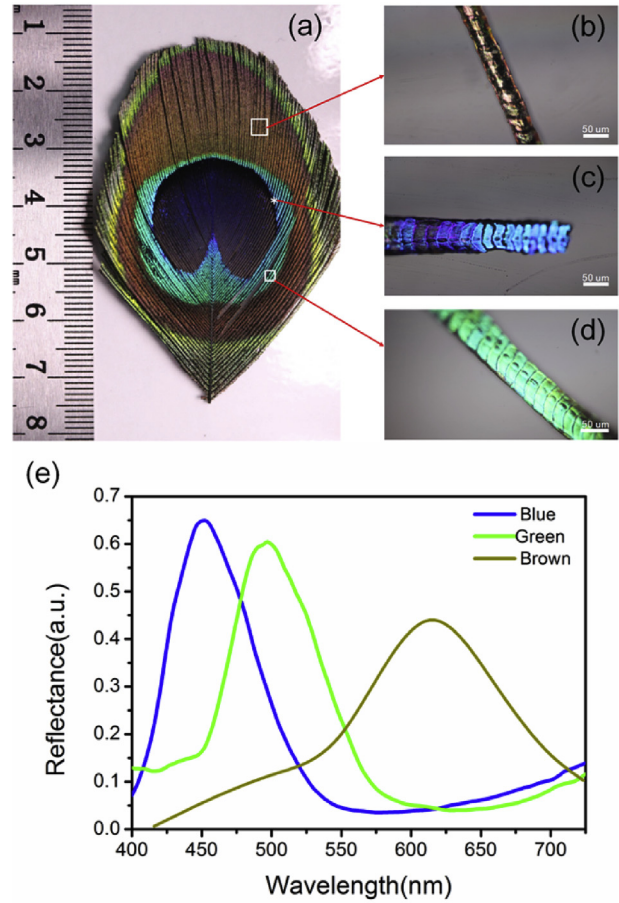 (a)
(b)
50 um
(c)
50 um
(d)
50 um
1
2
3
4
5
mm
6
7
8
(e)
0.7
0.6
0.5
0.4
0.3
0.2
0.1
0.0
Blue
Green
Brown
Reflectance(a.u.)
400 450 500 550 600 650 700
Wavelength(nm)